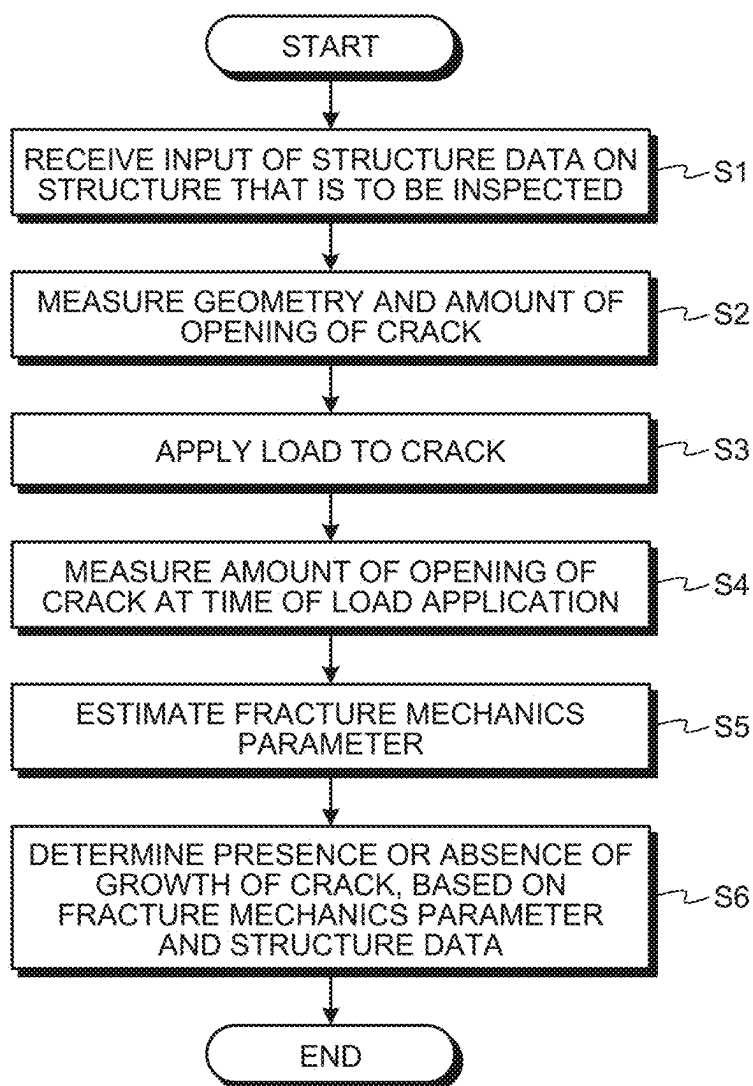 START
RECEIVE INPUT OF STRUCTURE DATA ON
STRUCTURE THAT IS TO BE INSPECTED
S1
MEASURE GEOMETRY AND AMOUNT OF
OPENING OF CRACK
S2
APPLY LOAD TO CRACK
S3
MEASURE AMOUNT OF OPENING OF
CRACK AT TIME OF LOAD APPLICATION
S4
ESTIMATE FRACTURE MECHANICS
PARAMETER
S5
DETERMINE PRESENCE OR ABSENCE OF
GROWTH OF CRACK, BASED ON
FRACTURE MECHANICS PARAMETER
AND STRUCTURE DATA
S6
END